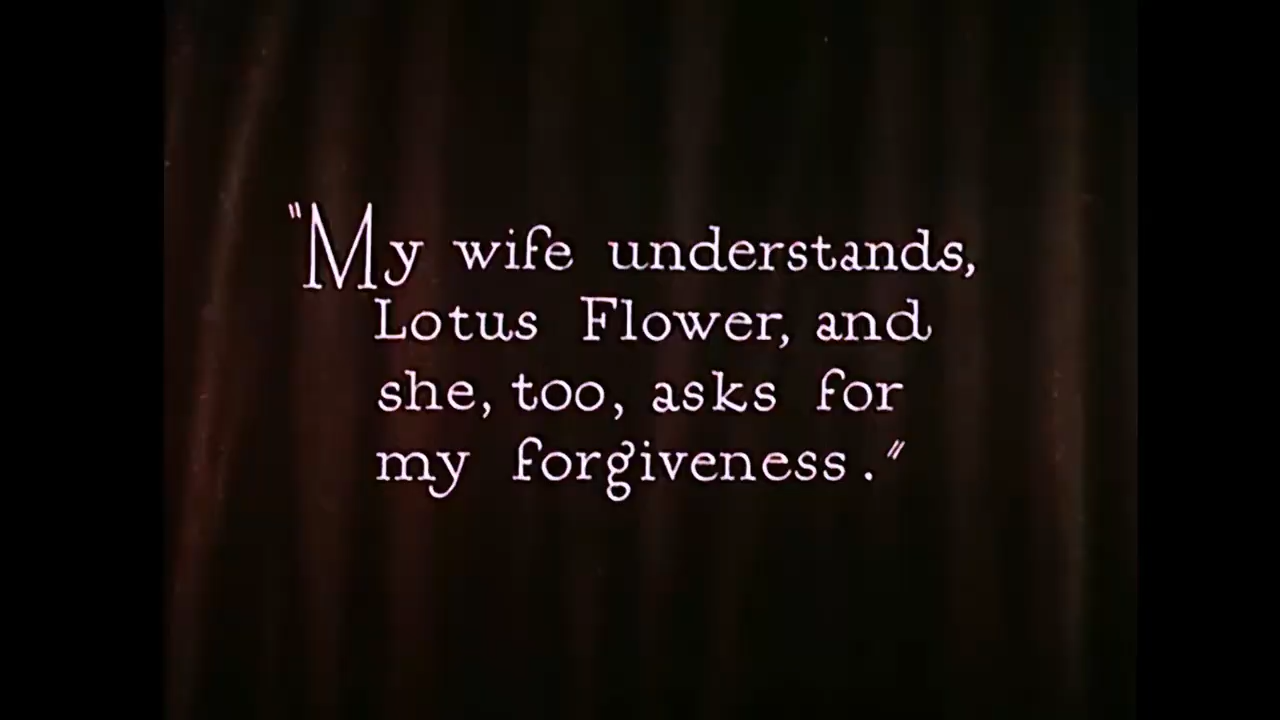 "My wife understands,
Lotus Flower, and
she, too, asks for
my forgiveness."